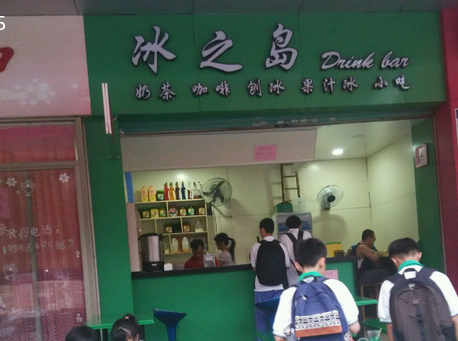 冰之岛 Drink bar
奶茶 咖啡 刨冰 果汁冰 小吃